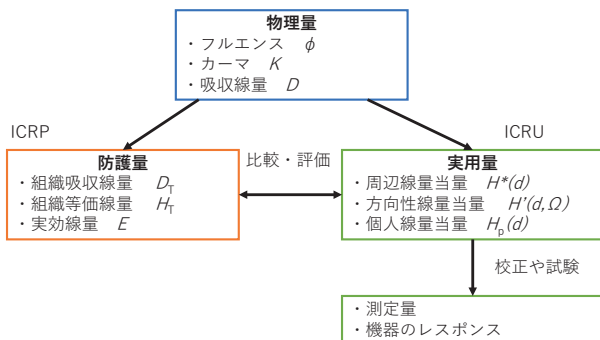 物理量
・フルエンス ϕ
・カーマ K
・吸収線量 D
ICRP
ICRU
防護量
・組織吸収線量 D_T
・組織等価線量 H_T
・実効線量 E
比較・評価
実用量
・周辺線量当量 H*(d)
・方向性線量当量 H’(d,Ω)
・個人線量当量 H_p(d)
校正や試験
・測定量
・機器のレスポンス